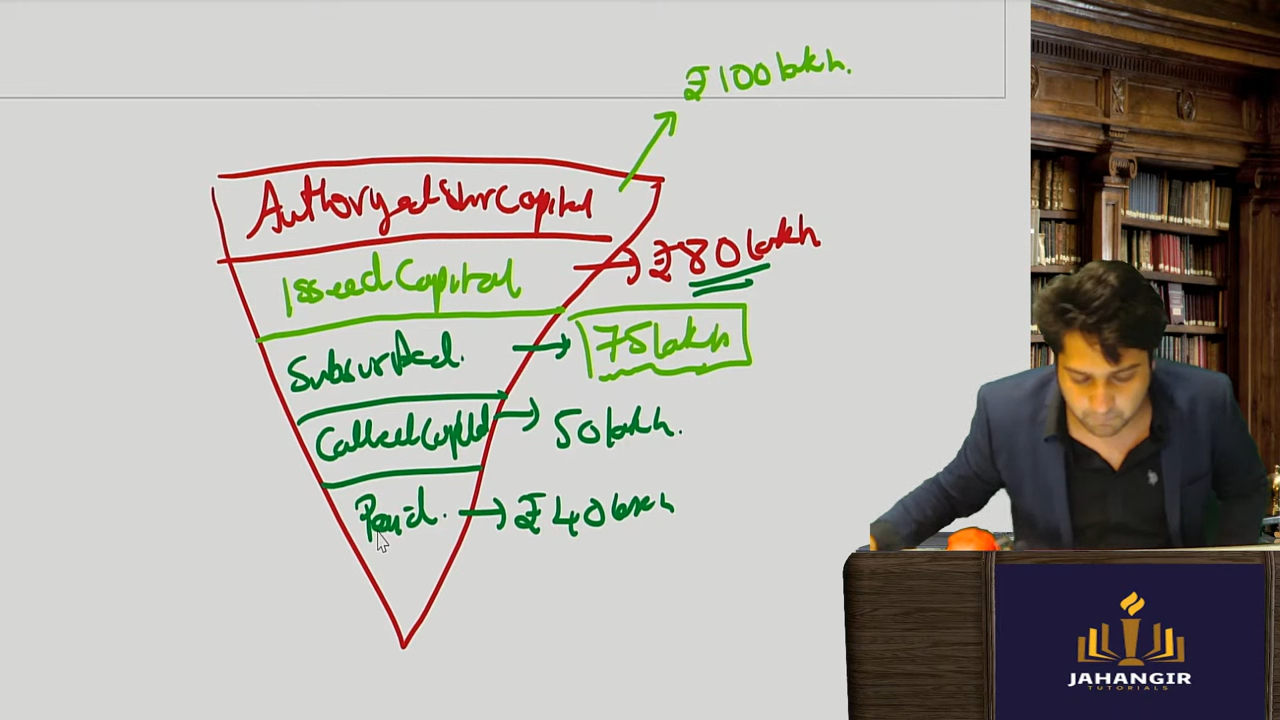 ₹100 lakh.
Authorized Share Capital
Issued Capital → ₹80 lakh
Subscribed. → 75 lakh
Called Capital → 50 lakh.
Paid. → ₹40 lakh
JAHANGIR
TUTORIALS